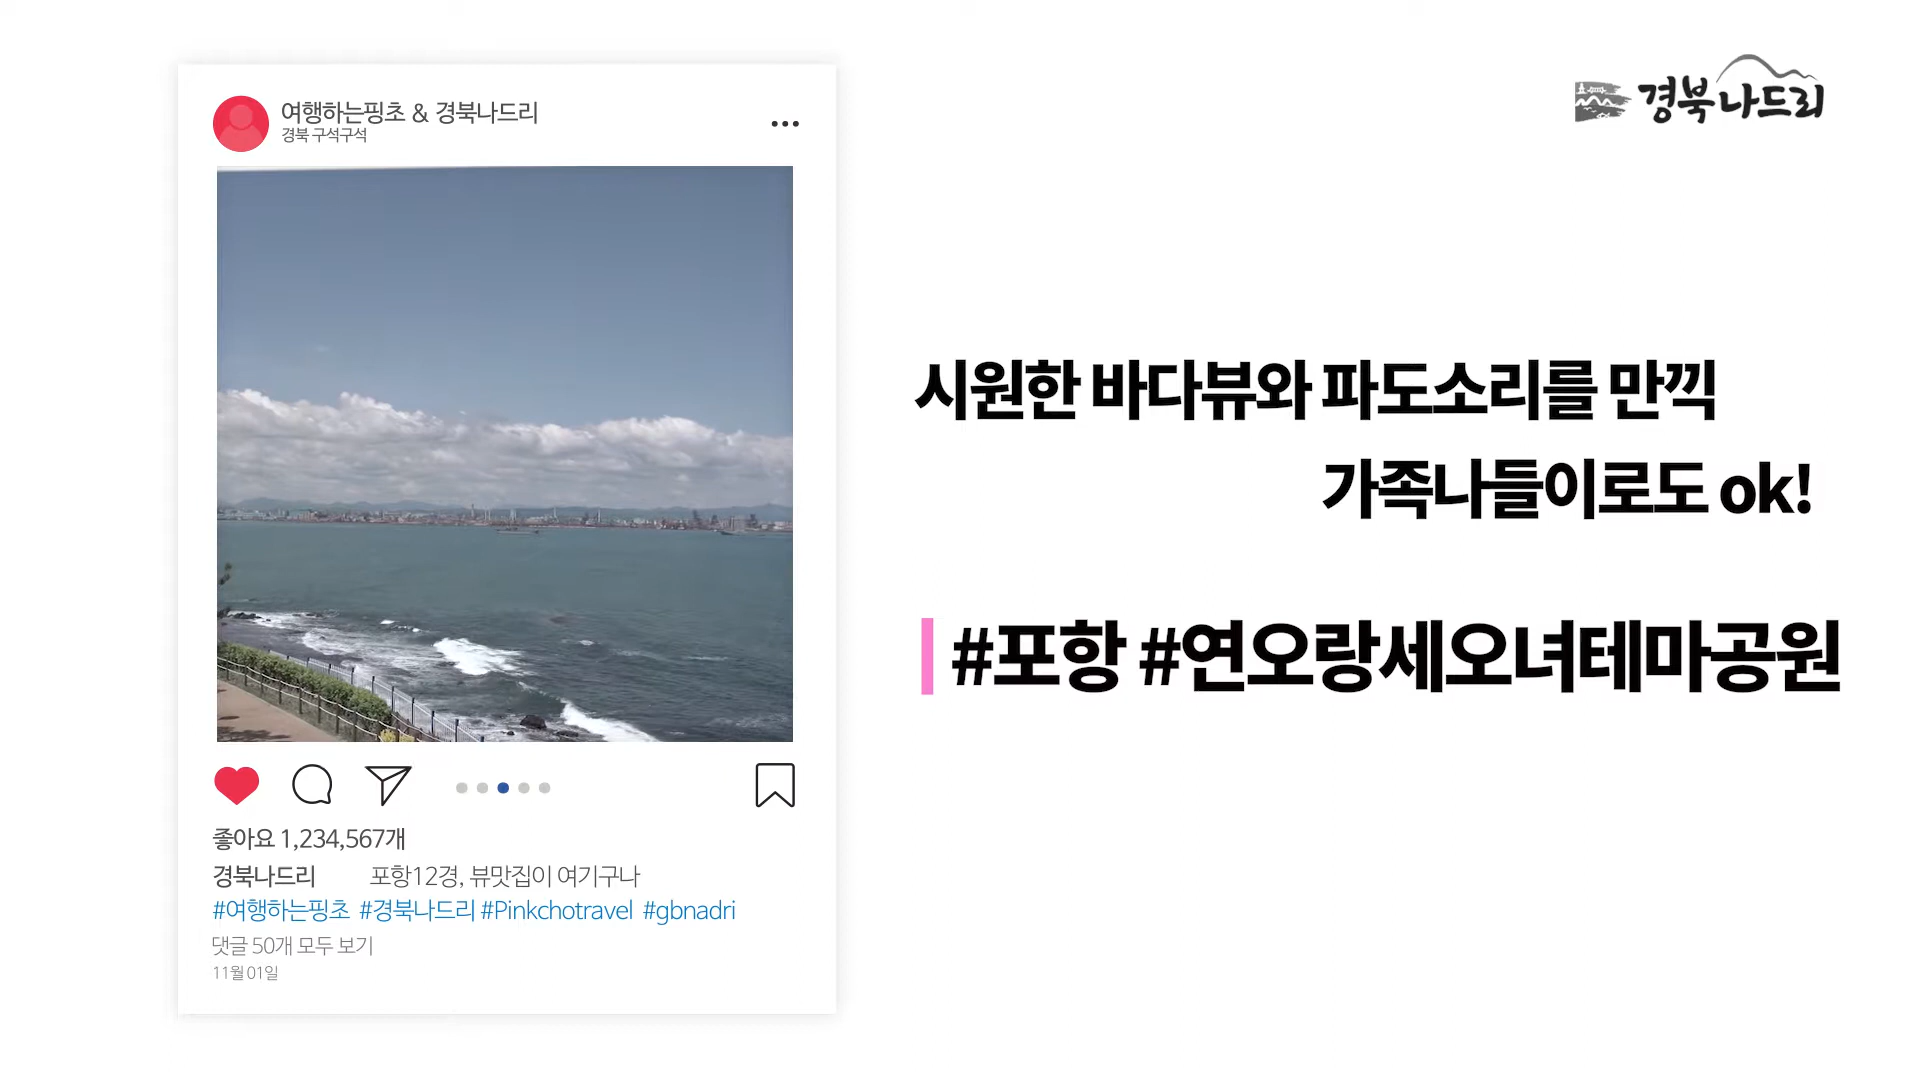 여행하는핑초 & 경북나드리
경북 구석구석
좋아요 1,234,567개
경북나드리 포항12경, 뷰맛집이 여기구나
#여행하는핑초 #경북나드리 #Pinkchotravel #gbnadri
댓글 50개 모두 보기
11월 01일
경북나드리
시원한 바다뷰와 파도소리를 만끽
가족나들이로도 ok!
#포항 #연오랑세오녀테마공원